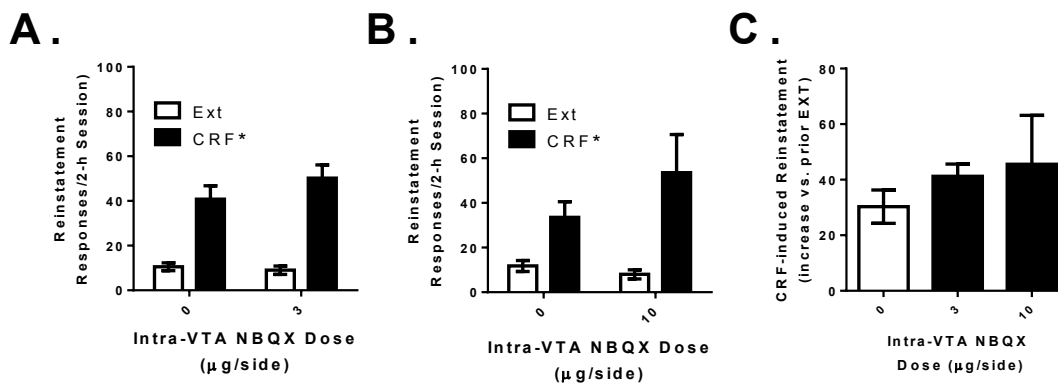 A .
Reinstatement
Responses/2-h Session)
100
80
60
40
20
0
Ext
CRF*
0
3
Intra-VTA NBQX Dose
(µg/side)
B .
Reinstatement
Responses/2-h Session)
100
80
60
40
20
0
Ext
CRF*
0
10
Intra-VTA NBQX Dose
(µg/side)
C .
CRF-induced Reinstatement
(increase vs. prior EXT)
80
60
40
20
0
0
3
10
Intra-VTA NBQX
Dose (µg/side)